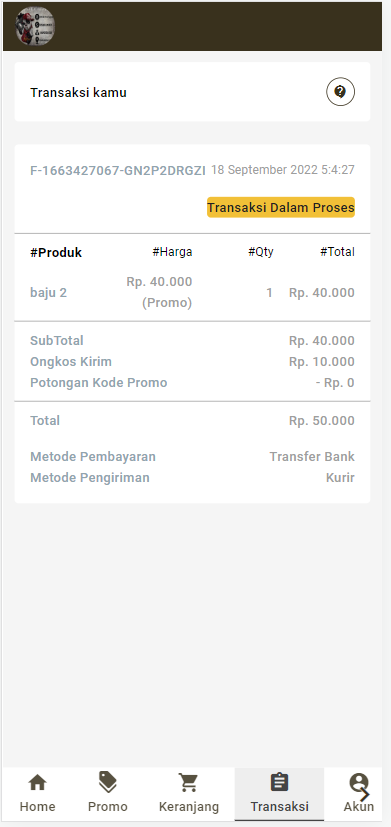 Transaksi kamu
F-1663427067-GN2P2DRGZI 18 September 2022 5:4:27
Transaksi Dalam Proses
#Produk #Harga #Qty #Total
baju 2 Rp. 40.000 (Promo) 1 Rp. 40.000
SubTotal Rp. 40.000
Ongkos Kirim Rp. 10.000
Potongan Kode Promo - Rp. 0
Total Rp. 50.000
Metode Pembayaran Transfer Bank
Metode Pengiriman Kurir
Home Promo Keranjang Transaksi Akun